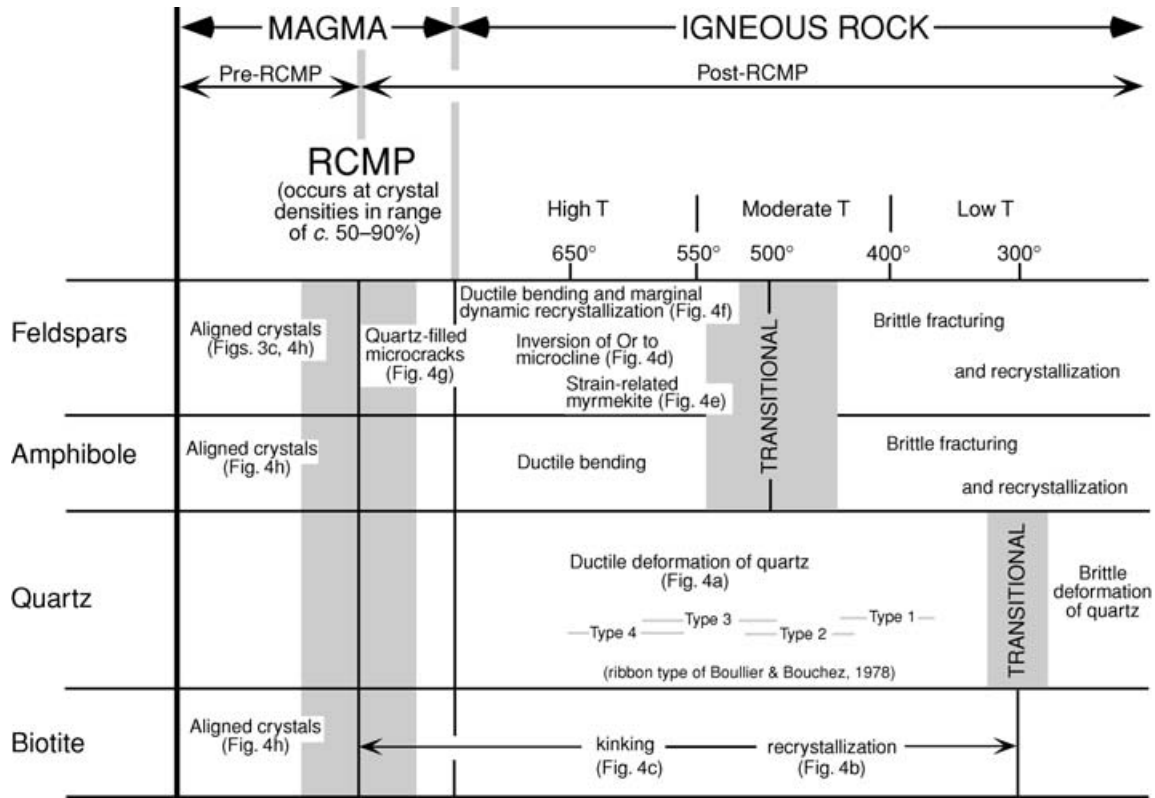 MAGMA
IGNEOUS ROCK
Pre-RCMP
Post-RCMP
RCMP
(occurs at crystal
densities in range
of c. 50–90%)
High T
Moderate T
Low T
650°
550°
500°
400°
300°
Feldspars
Aligned crystals
(Figs. 3c, 4h)
Quartz-filled
microcracks
(Fig. 4g)
Ductile bending and marginal
dynamic recrystallization (Fig. 4f)
Inversion of Or to
microcline (Fig. 4d)
Strain-related
myrmekite (Fig. 4e)
TRANSITIONAL
Brittle fracturing
and recrystallization
Amphibole
Aligned crystals
(Fig. 4h)
Ductile bending
Brittle fracturing
and recrystallization
Quartz
Ductile deformation of quartz
(Fig. 4a)
Type 4
Type 3
Type 2
Type 1
(ribbon type of Boullier & Bouchez, 1978)
TRANSITIONAL
Brittle
deformation
of quartz
Biotite
Aligned crystals
(Fig. 4h)
kinking
(Fig. 4c)
recrystallization
(Fig. 4b)